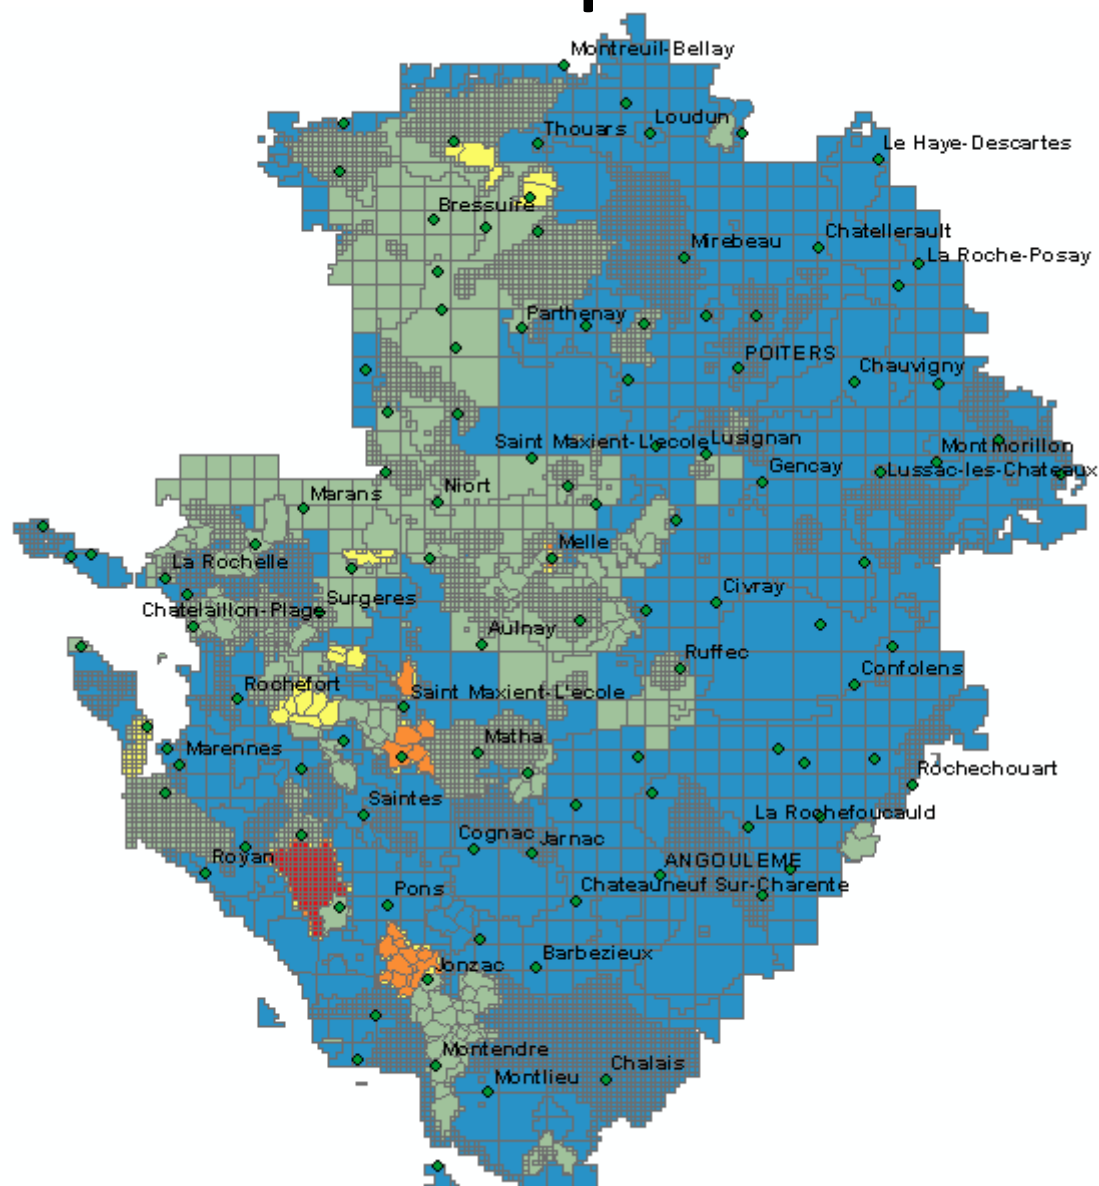 Montreuil-Bellay
Loudun
Thouars
Le Haye-Descartes
Bressuire
Chatellerault
Mirebeau
La Roche-Posay
Parthenay
POITERS
Chauvigny
Saint Maxient-L'ecole
Lusignan
Montmorillon
Gencay
Lussac-les-Chateaux
Niort
Marans
Melle
La Rochelle
Civray
Surgeres
Chatelaillon-Plage
Aulnay
Ruffec
Confolens
Rochefort
Saint Maxient-L'ecole
Matha
Marennes
Rochechouart
Saintes
La Rochefoucauld
Cognac
Jarnac
Royan
ANGOULEME
Chateauneuf Sur-Charente
Pons
Barbezieux
Jonzac
Montendre
Chalais
Montlieu